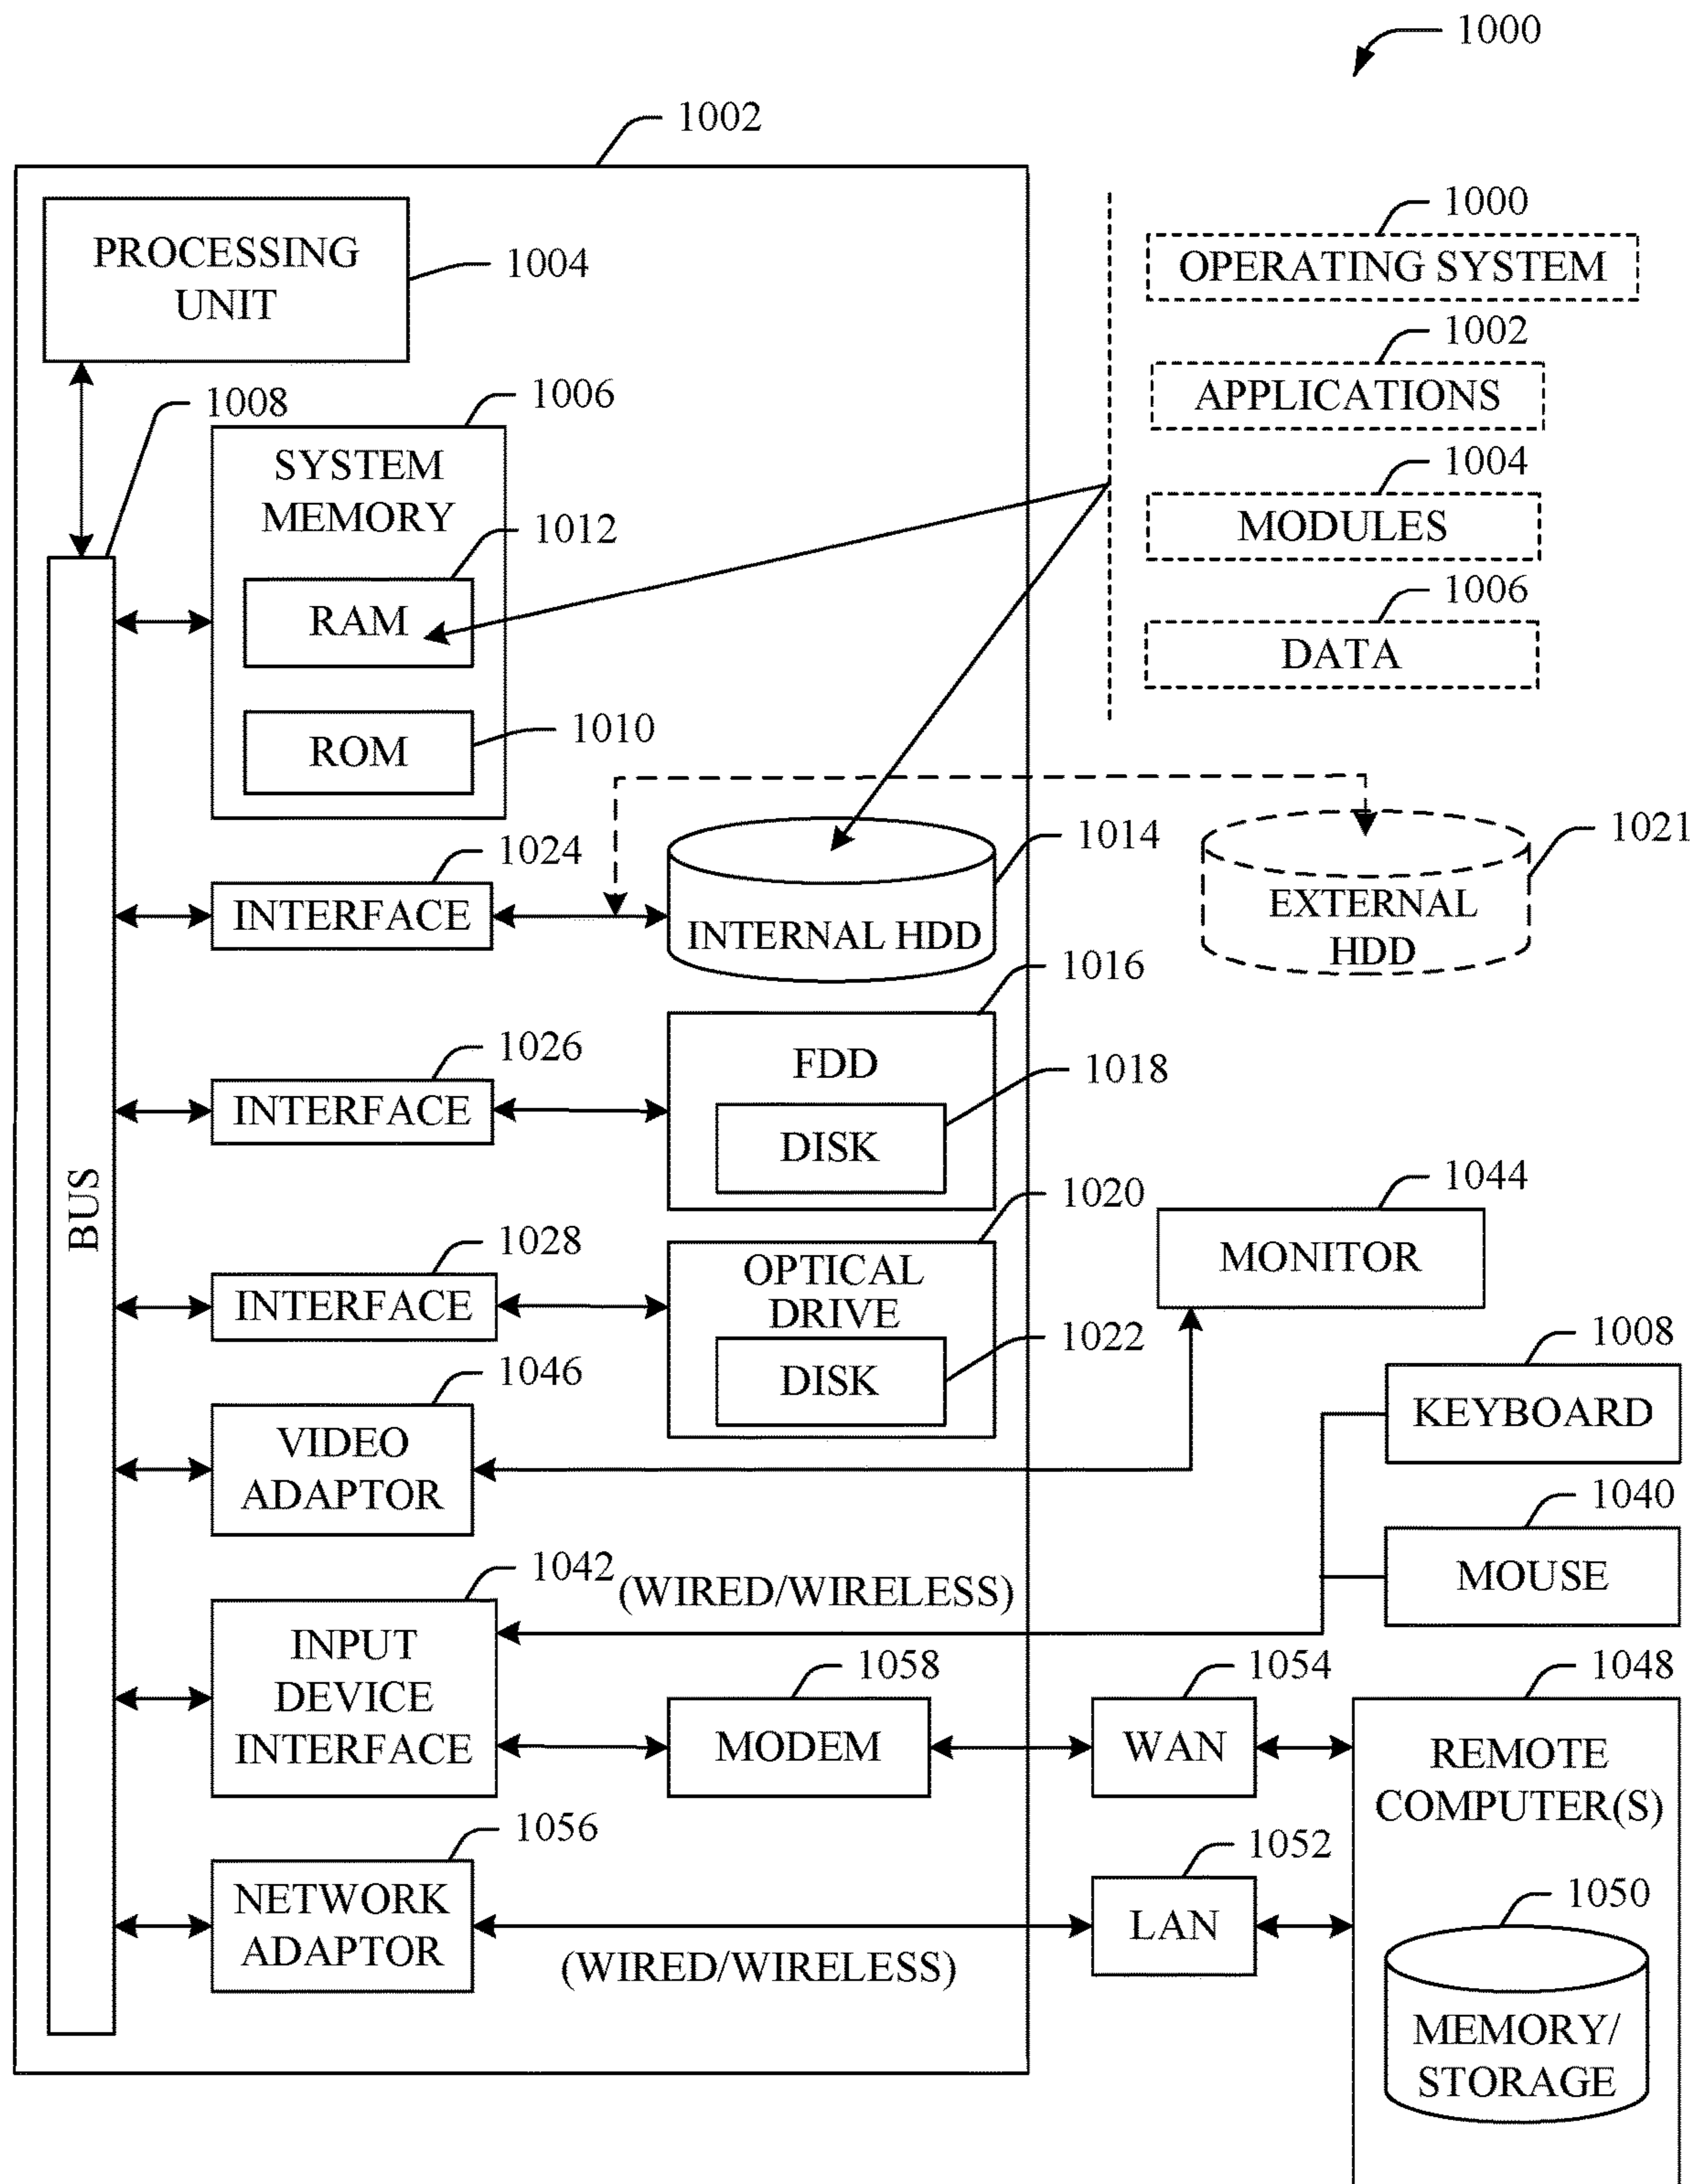 1000
1002
PROCESSING
UNIT
1004
1000
OPERATING SYSTEM
1002
APPLICATIONS
1004
MODULES
1006
DATA
1008
1006
SYSTEM
MEMORY
1012
RAM
1010
ROM
BUS
1024
INTERFACE
1014
INTERNAL HDD
1021
EXTERNAL
HDD
1026
INTERFACE
1016
FDD
1018
DISK
1028
INTERFACE
1020
OPTICAL
DRIVE
1022
DISK
1044
MONITOR
1046
VIDEO
ADAPTOR
1008
KEYBOARD
1040
MOUSE
1042
(WIRED/WIRELESS)
INPUT
DEVICE
INTERFACE
1058
MODEM
1054
WAN
1048
REMOTE
COMPUTER(S)
1056
NETWORK
ADAPTOR
(WIRED/WIRELESS)
1052
LAN
1050
MEMORY/
STORAGE